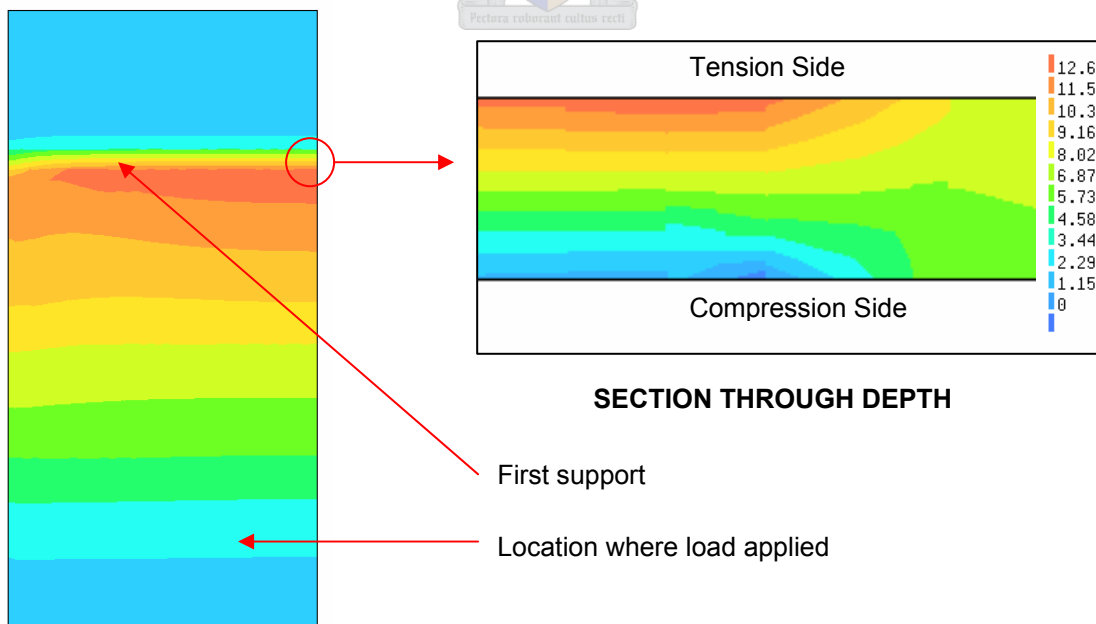 Pectora roborant cultus recti
Tension Side
12.6
11.5
10.3
9.16
8.02
6.87
5.73
4.58
3.44
2.29
1.15
0
Compression Side
SECTION THROUGH DEPTH
First support
Location where load applied